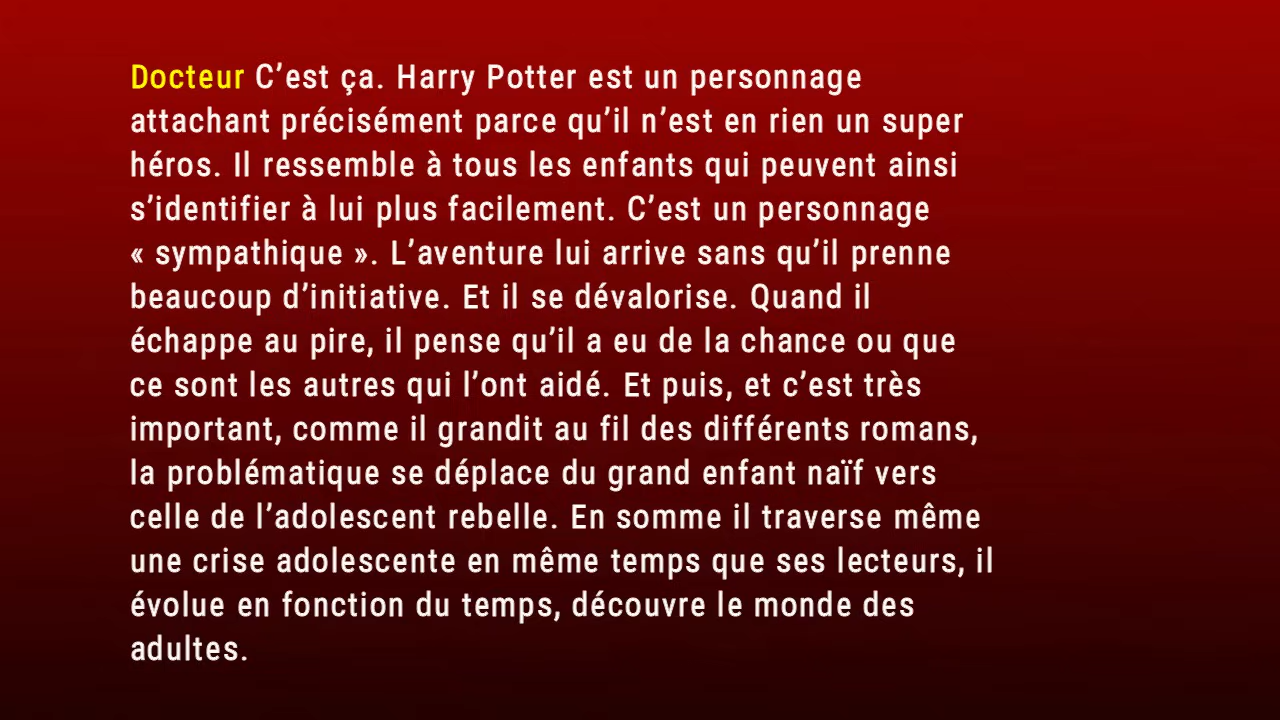 Docteur C’est ça. Harry Potter est un personnage
attachant précisément parce qu’il n’est en rien un super
héros. Il ressemble à tous les enfants qui peuvent ainsi
s’identifier à lui plus facilement. C’est un personnage
« sympathique ». L’aventure lui arrive sans qu’il prenne
beaucoup d’initiative. Et il se dévalorise. Quand il
échappe au pire, il pense qu’il a eu de la chance ou que
ce sont les autres qui l’ont aidé. Et puis, et c’est très
important, comme il grandit au fil des différents romans,
la problématique se déplace du grand enfant naïf vers
celle de l’adolescent rebelle. En somme il traverse même
une crise adolescente en même temps que ses lecteurs, il
évolue en fonction du temps, découvre le monde des
adultes.